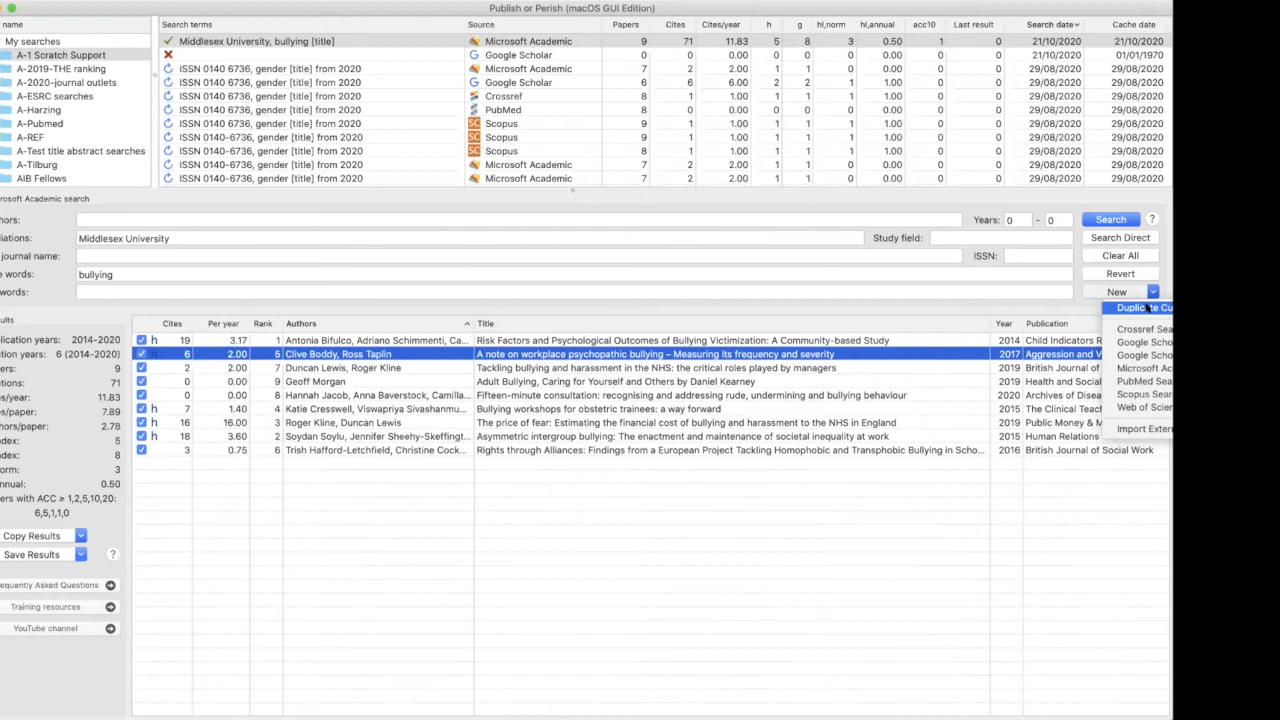 Publish or Perish (macOS GUI Edition)
name Search terms Source Papers Cites Cites/year h g hI,norm hI,annual acc10 Last result Search date Cache date
My searches Middlesex University, bullying [title] Microsoft Academic 9 71 11.83 5 8 3 0.50 1 0 21/10/2020 21/10/2020
A-1 Scratch Support Google Scholar 0 0 0.00 0 0 0 0.00 0 0 21/10/2020 01/01/1970
A-2019-THE ranking ISSN 0140 6736, gender [title] from 2020 Microsoft Academic 7 2 2.00 1 1 0 0.00 0 0 29/08/2020 29/08/2020
A-2020-journal outlets ISSN 0140 6736, gender [title] from 2020 Google Scholar 6 6 6.00 2 2 1 1.00 0 0 29/08/2020 29/08/2020
A-ESRC searches ISSN 0140 6736, gender [title] from 2020 Crossref 8 1 1.00 1 1 1 1.00 0 0 29/08/2020 29/08/2020
A-Harzing ISSN 0140 6736, gender [title] from 2020 PubMed 8 0 0.00 0 0 0 0.00 0 0 29/08/2020 29/08/2020
A-Pubmed ISSN 0140 6736, gender [title] from 2020 SC Scopus 9 1 1.00 1 1 1 1.00 0 0 29/08/2020 29/08/2020
A-REF ISSN 0140-6736, gender [title] from 2020 SC Scopus 9 1 1.00 1 1 1 1.00 0 0 29/08/2020 29/08/2020
A-Test title abstract searches ISSN 0140-6736, gender [title] from 2020 SC Scopus 8 1 1.00 1 1 1 1.00 0 0 29/08/2020 29/08/2020
A-Tilburg ISSN 0140-6736, gender [title] from 2020 Microsoft Academic 7 2 2.00 1 1 0 0.00 0 0 29/08/2020 29/08/2020
AIB Fellows ISSN 0140-6736, gender [title] from 2020 Microsoft Academic 7 2 2.00 1 1 0 0.00 0 0 29/08/2020 29/08/2020
rosoft Academic search
hors: Years: 0 - 0 Search ?
liations: Middlesex University Study field: Search Direct
journal name: ISSN: Clear All
e words: bullying Revert
words: New
Duplicate Cu
Crossref Sea
Google Scho
Google Scho
Microsoft Ac
PubMed Sea
Scopus Sear
Web of Scien
Import Extern
ults Cites Per year Rank Authors Title Year Publication
h 19 3.17 1 Antonia Bifulco, Adriano Schimmenti, Ca... Risk Factors and Psychological Outcomes of Bullying Victimization: A Community-based Study 2014 Child Indicators R
h 6 2.00 5 Clive Boddy, Ross Taplin A note on workplace psychopathic bullying – Measuring its frequency and severity 2017 Aggression and V
2 2.00 7 Duncan Lewis, Roger Kline Tackling bullying and harassment in the NHS: the critical roles played by managers 2019 British Journal of
0 0.00 9 Geoff Morgan Adult Bullying, Caring for Yourself and Others by Daniel Kearney 2019 Health and Social
0 0.00 8 Hannah Jacob, Anna Baverstock, Camilla... Fifteen-minute consultation: recognising and addressing rude, undermining and bullying behaviour 2020 Archives of Diseas
h 7 1.40 4 Katie Cresswell, Viswapriya Sivashanmu... Bullying workshops for obstetric trainees: a way forward 2015 The Clinical Teach
h 16 16.00 3 Roger Kline, Duncan Lewis The price of fear: Estimating the financial cost of bullying and harassment to the NHS in England 2019 Public Money & M
h 18 3.60 2 Soydan Soylu, Jennifer Sheehy-Skeffingt... Asymmetric intergroup bullying: The enactment and maintenance of societal inequality at work 2015 Human Relations
3 0.75 6 Trish Hafford-Letchfield, Christine Cock... Rights through Alliances: Findings from a European Project Tackling Homophobic and Transphobic Bullying in Scho... 2016 British Journal of Social Work
lication years: 2014-2020
tion years: 6 (2014-2020)
ers: 9
tions: 71
s/year: 11.83
s/paper: 7.89
hors/paper: 2.78
ndex: 5
ndex: 8
orm: 3
nnual: 0.50
ers with ACC ≥ 1,2,5,10,20:
6,5,1,1,0
Copy Results
Save Results ?
equently Asked Questions
Training resources
YouTube channel